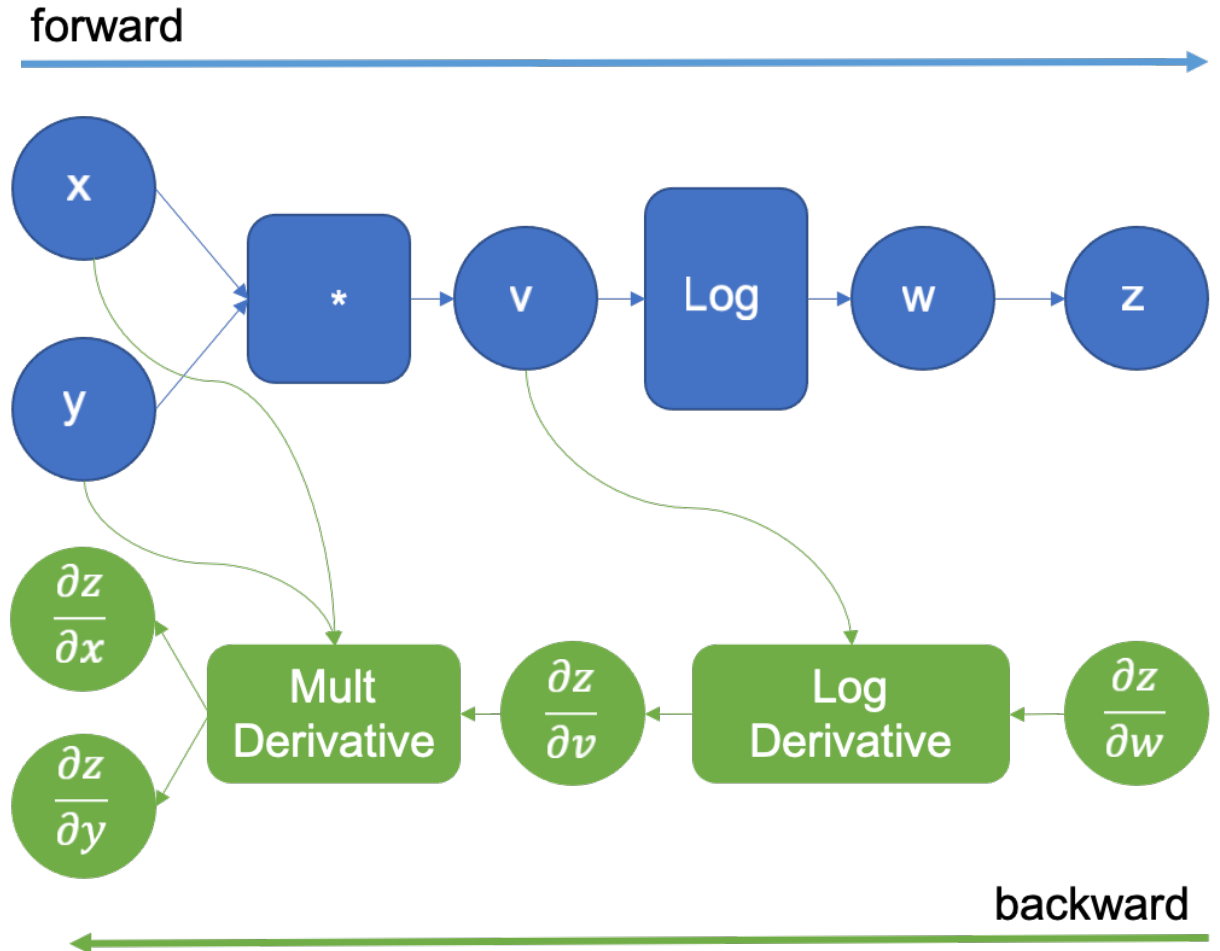 forward
x
y
*
v
Log
w
z
∂z
∂x
∂z
∂y
Mult
Derivative
∂z
∂v
Log
Derivative
∂z
∂w
backward